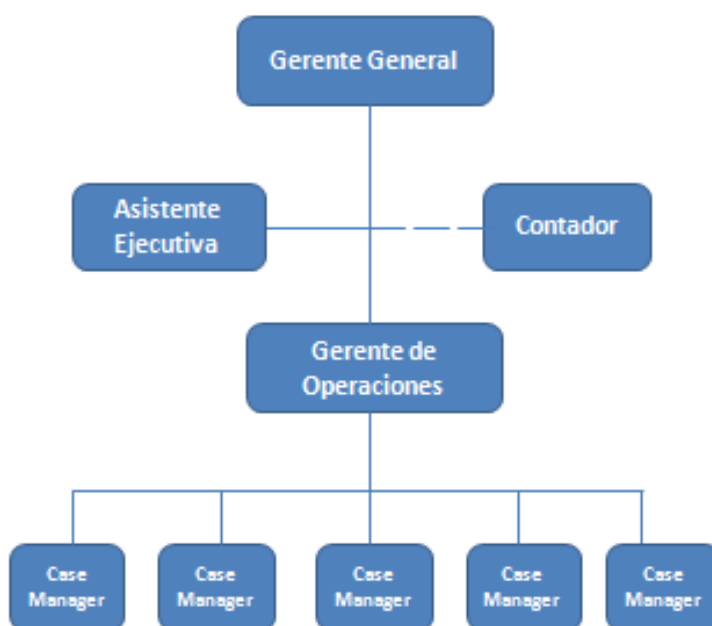 Gerente General
Asistente
Ejecutiva
Contador
Gerente de
Operaciones
Case
Manager
Case
Manager
Case
Manager
Case
Manager
Case
Manager